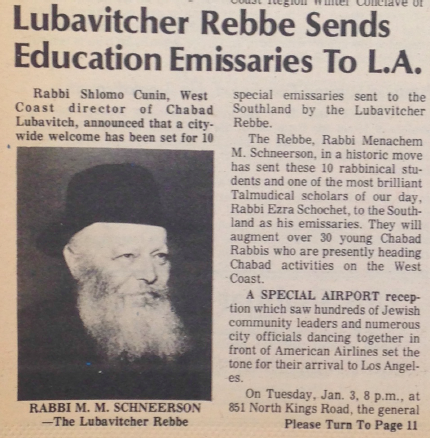 Coast Region Winter Conclave of
Lubavitcher Rebbe Sends
Education Emissaries To L.A.
Rabbi Shlomo Cunin, West
Coast director of Chabad
Lubavitch, announced that a city-
wide welcome has been set for 10
RABBI M. M. SCHNEERSON
—The Lubavitcher Rebbe
special emissaries sent to the
Southland by the Lubavitcher
Rebbe.
The Rebbe, Rabbi Menachem
M. Schneerson, in a historic move
has sent these 10 rabbinical stu-
dents and one of the most brilliant
Talmudical scholars of our day,
Rabbi Ezra Schochet, to the South-
land as his emissaries. They will
augment over 30 young Chabad
Rabbis who are presently heading
Chabad activities on the West
Coast.
A SPECIAL AIRPORT recep-
tion which saw hundreds of Jewish
community leaders and numerous
city officials dancing together in
front of American Airlines set the
tone for their arrival to Los Angel-
es.
On Tuesday, Jan. 3, 8 p.m., at
851 North Kings Road, the general
Please Turn To Page 11